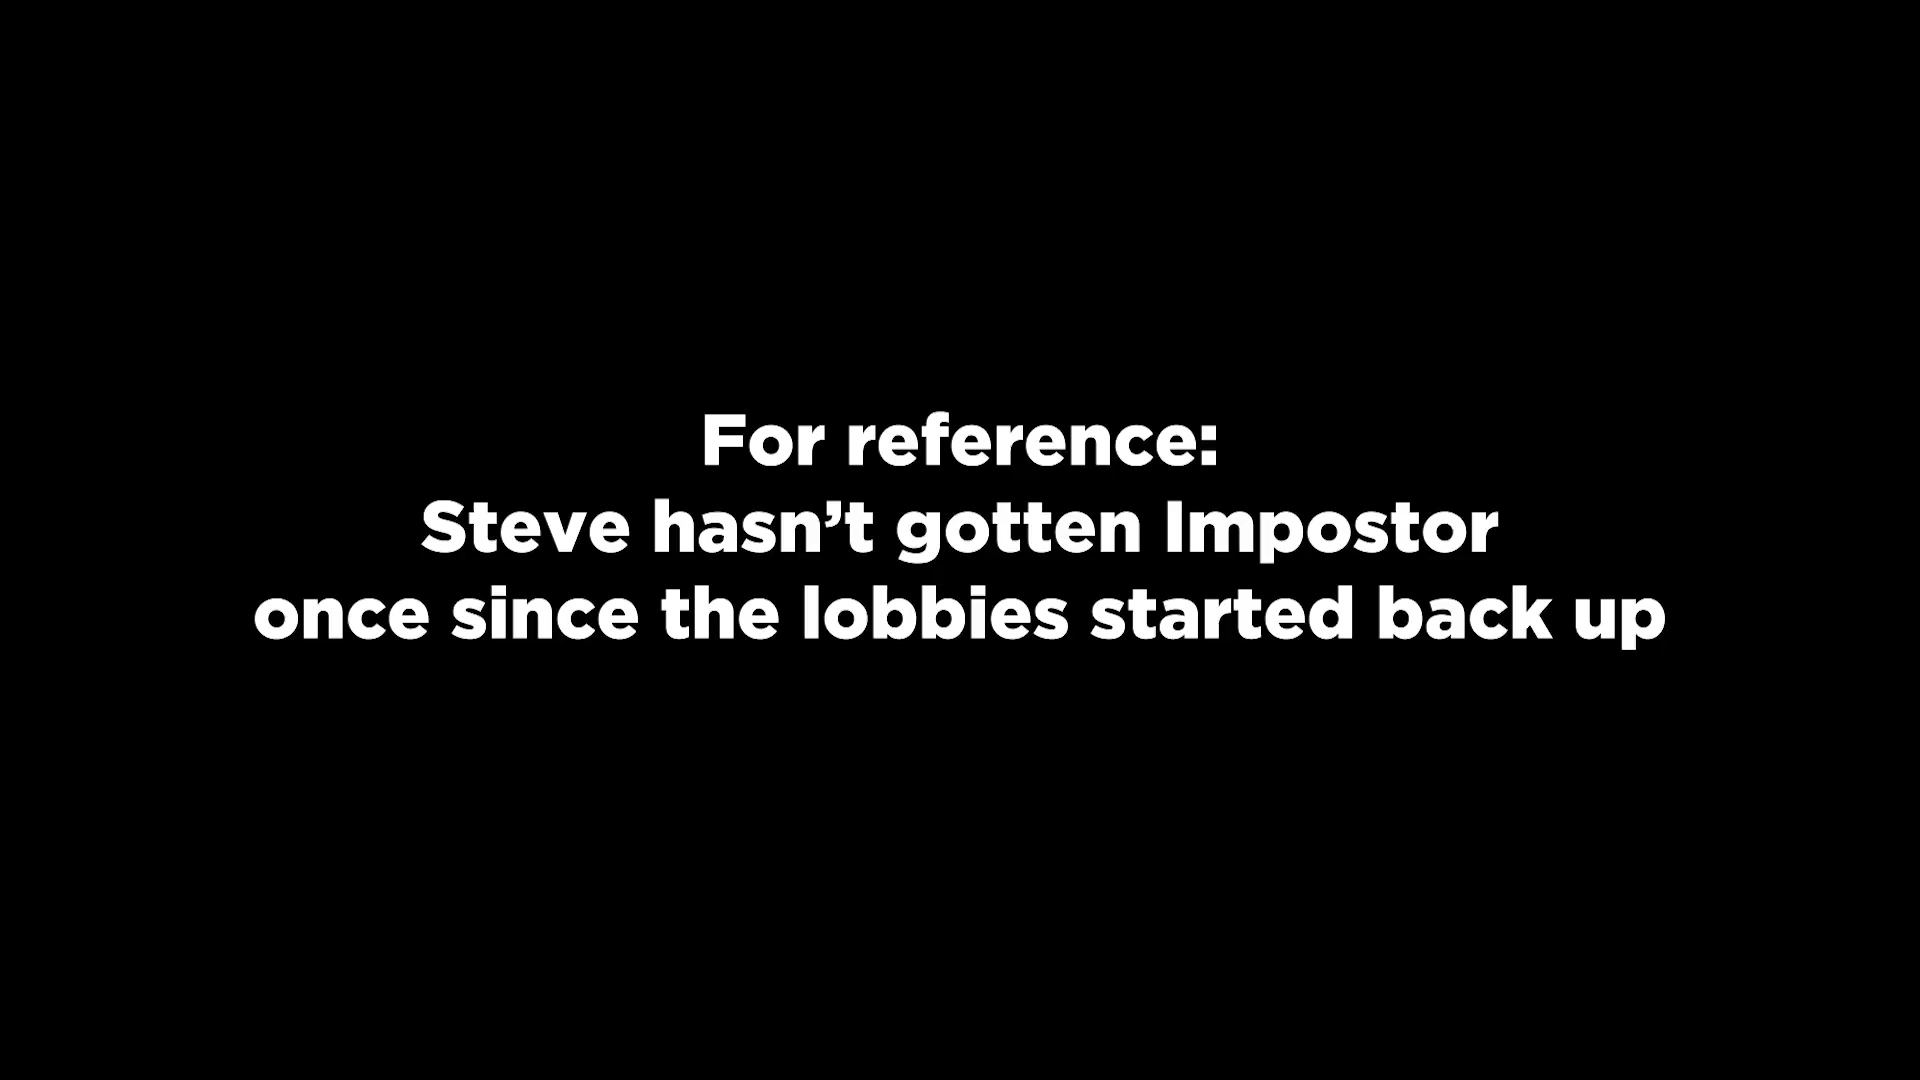 For reference:
Steve hasn’t gotten Impostor
once since the lobbies started back up